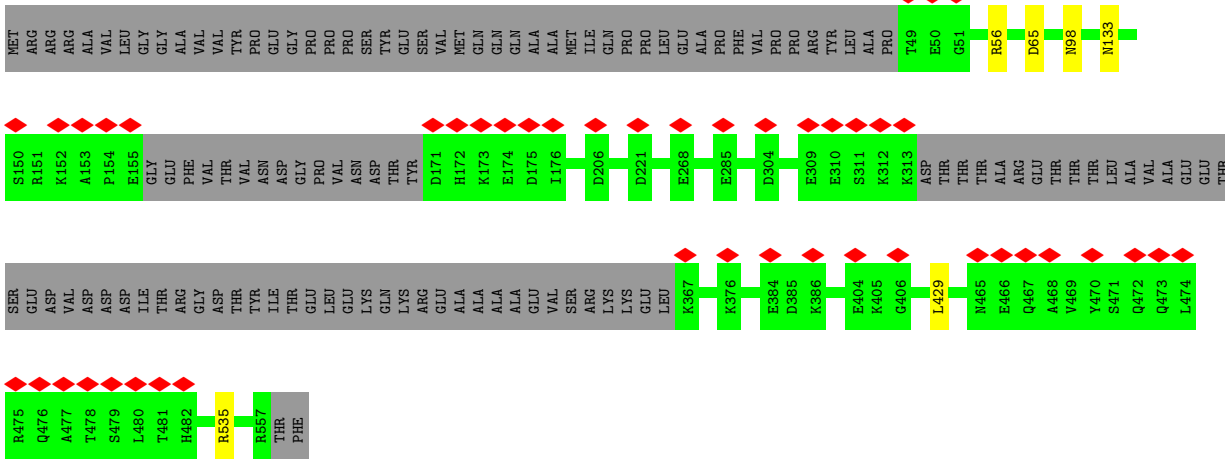 MET ARG ARG ARG ALA VAL LEU GLY GLY ALA VAL VAL TYR PRO GLU GLY PRO PRO PRO SER TYR GLU SER VAL MET GLN GLN GLN ALA ALA MET ILE GLN PRO PRO LEU GLU ALA PRO PHE VAL PRO PRO ARG TYR LEU ALA PRO T49 E50 G51 R56 D65 N98 N133
S150 R151 K152 A153 P154 E155 GLY GLU PHE VAL THR VAL ASN ASP GLY PRO VAL ASN ASP THR TYR D171 H172 K173 E174 D175 I176 D206 D221 E268 E285 D304 E309 E310 S311 K312 K313 ASP THR THR THR ALA ARG GLU THR THR THR LEU ALA VAL ALA GLU GLU THR
SER GLU ASP VAL ASP ASP ASP ILE THR ARG GLY ASP THR TYR ILE THR GLU LEU GLU LYS GLN LYS ARG GLU ALA ALA ALA ALA GLU VAL SER ARG LYS LYS GLU LEU K367 K376 E384 D385 K386 E404 K405 G406 L429 N465 E466 Q467 A468 V469 Y470 S471 Q472 Q473 L474
R475 Q476 A477 T478 S479 L480 T481 H482 R535 R557 THR PHE